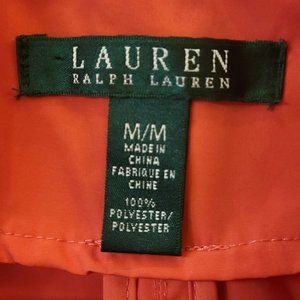 LAUREN
RALPH LAUREN
M/M
MADE IN
CHINA
FABRIQUE EN
CHINE
100%
POLYESTER/
POLYESTER